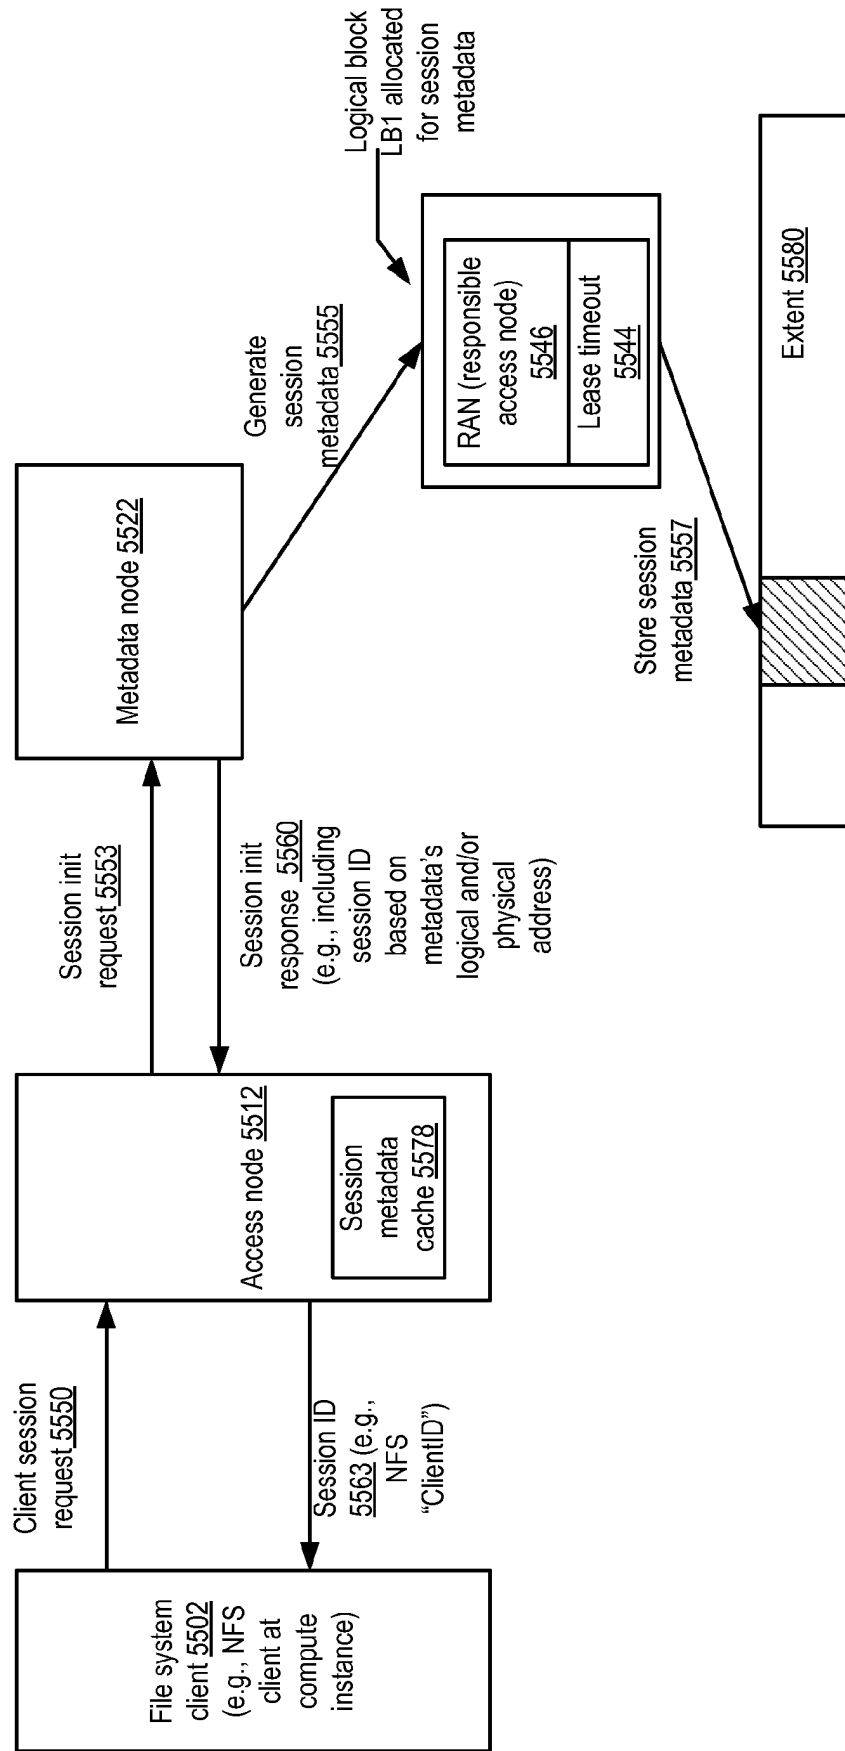 File system
client 5502
(e.g., NFS
client at
compute
instance)
Client session
request 5550
Session ID
5563 (e.g.,
NFS
“ClientID”)
Access node 5512
Session
metadata
cache 5578
Session init
request 5553
Session init
response 5560
(e.g., including
session ID
based on
metadata’s
logical and/or
physical
address)
Metadata node 5522
Generate
session
metadata 5555
Logical block
LB1 allocated
for session
metadata
RAN (responsible
access node)
5546
Lease timeout
5544
Store session
metadata 5557
Extent 5580